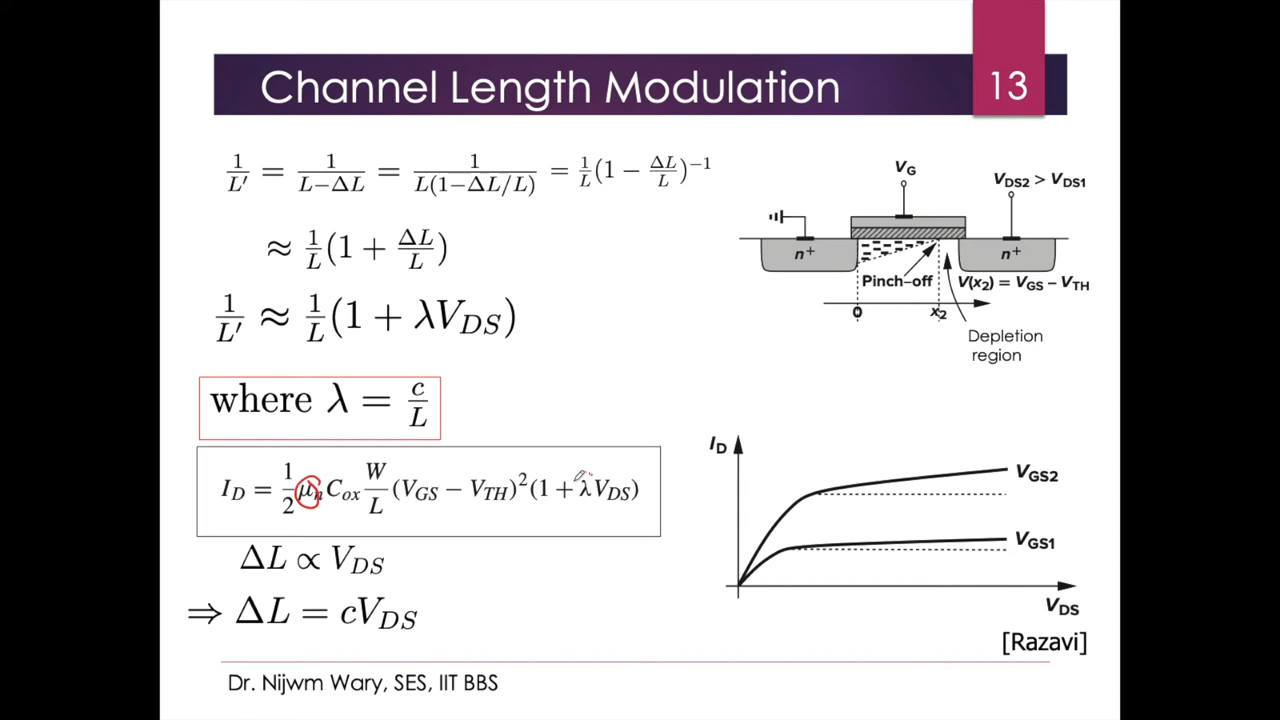 Channel Length Modulation
13
1/L' = 1/(L−ΔL) = 1/(L(1−ΔL/L)) = 1/L (1 − ΔL/L)⁻¹
≈ 1/L (1 + ΔL/L)
1/L' ≈ 1/L (1 + λV_DS)
where λ = c/L
I_D = 1/2 μ_n C_ox W/L (V_GS − V_TH)² (1 + λV_DS)
ΔL ∝ V_DS
⇒ ΔL = cV_DS
V_G
V_DS2 > V_DS1
n⁺
n⁺
Pinch–off
V(x₂) = V_GS − V_TH
0
x₂
Depletion
region
I_D
V_GS2
V_GS1
V_DS
[Razavi]
Dr. Nijwm Wary, SES, IIT BBS